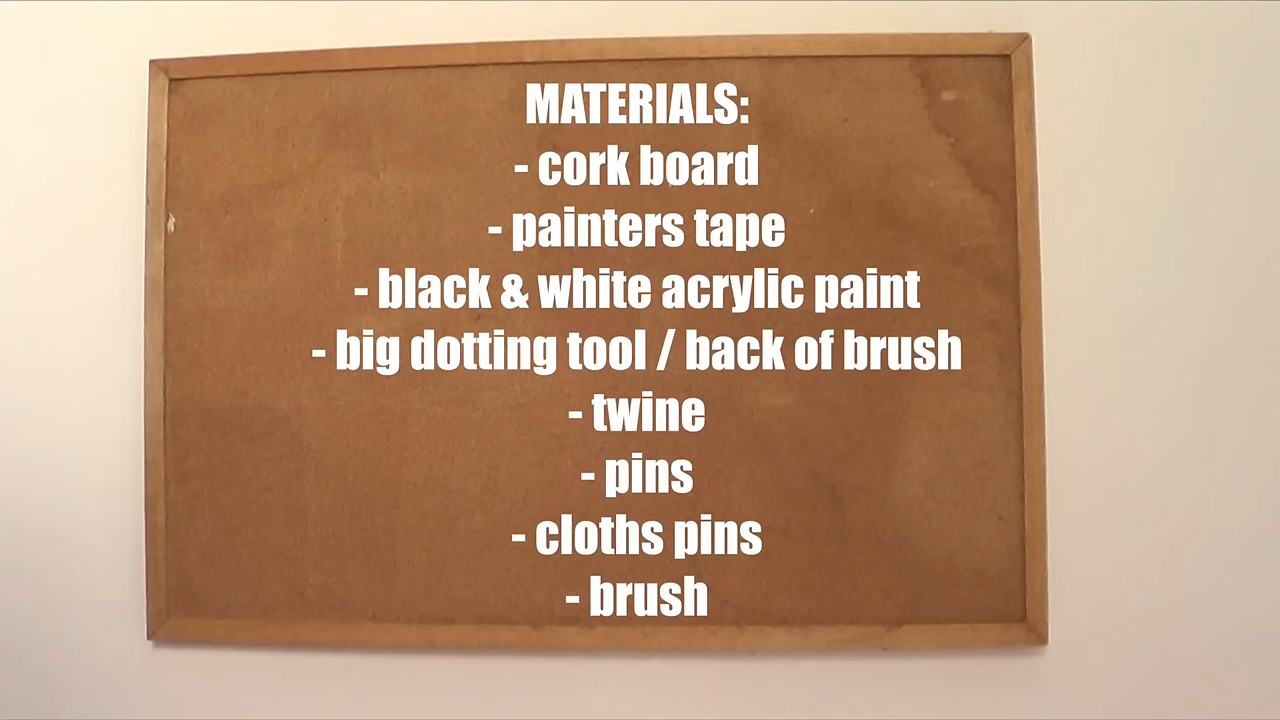 MATERIALS:
- cork board
- painters tape
- black & white acrylic paint
- big dotting tool / back of brush
- twine
- pins
- cloths pins
- brush